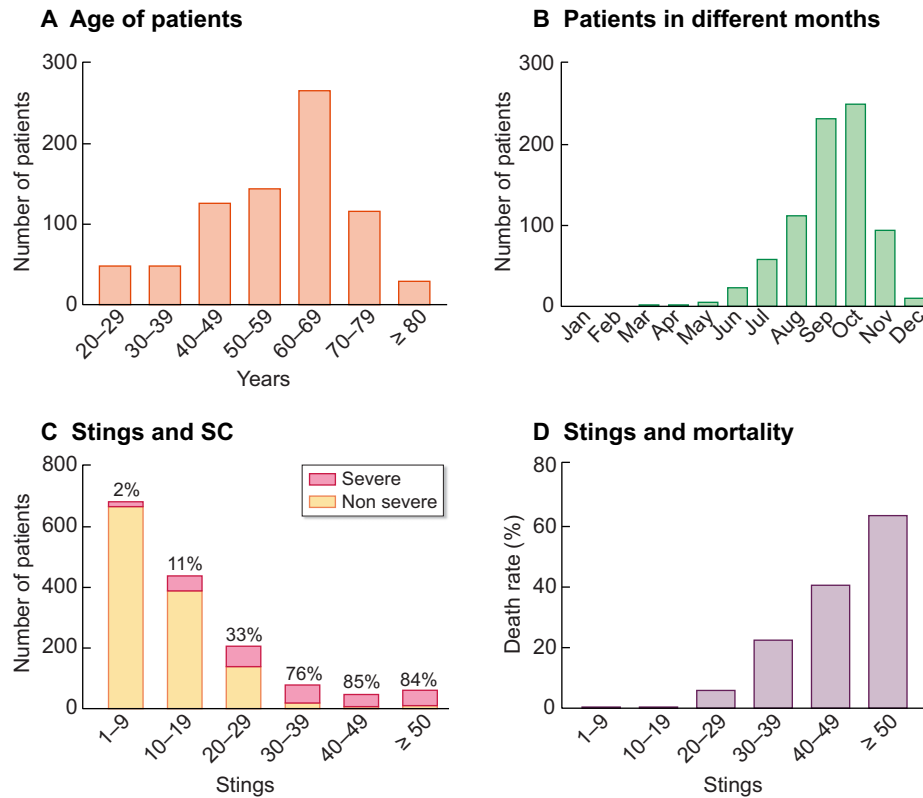 A Age of patients
Number of patients
300
200
100
0
20–29
30–39
40–49
50–59
60–69
70–79
≥ 80
Years
B Patients in different months
Number of patients
300
200
100
0
Jan
Feb
Mar
Apr
May
Jun
Jul
Aug
Sep
Oct
Nov
Dec
C Stings and SC
Number of patients
800
600
400
200
0
Severe
Non severe
2%
11%
33%
76%
85%
84%
1–9
10–19
20–29
30–39
40–49
≥ 50
Stings
D Stings and mortality
Death rate (%)
80
60
40
20
0
1–9
10–19
20–29
30–39
40–49
≥ 50
Stings